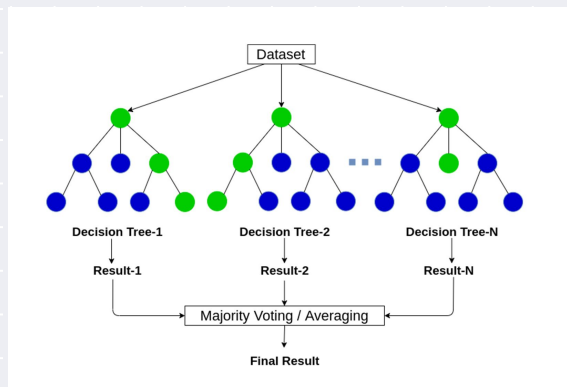 Dataset
Decision Tree-1
Decision Tree-2
Decision Tree-N
Result-1
Result-2
Result-N
Majority Voting / Averaging
Final Result